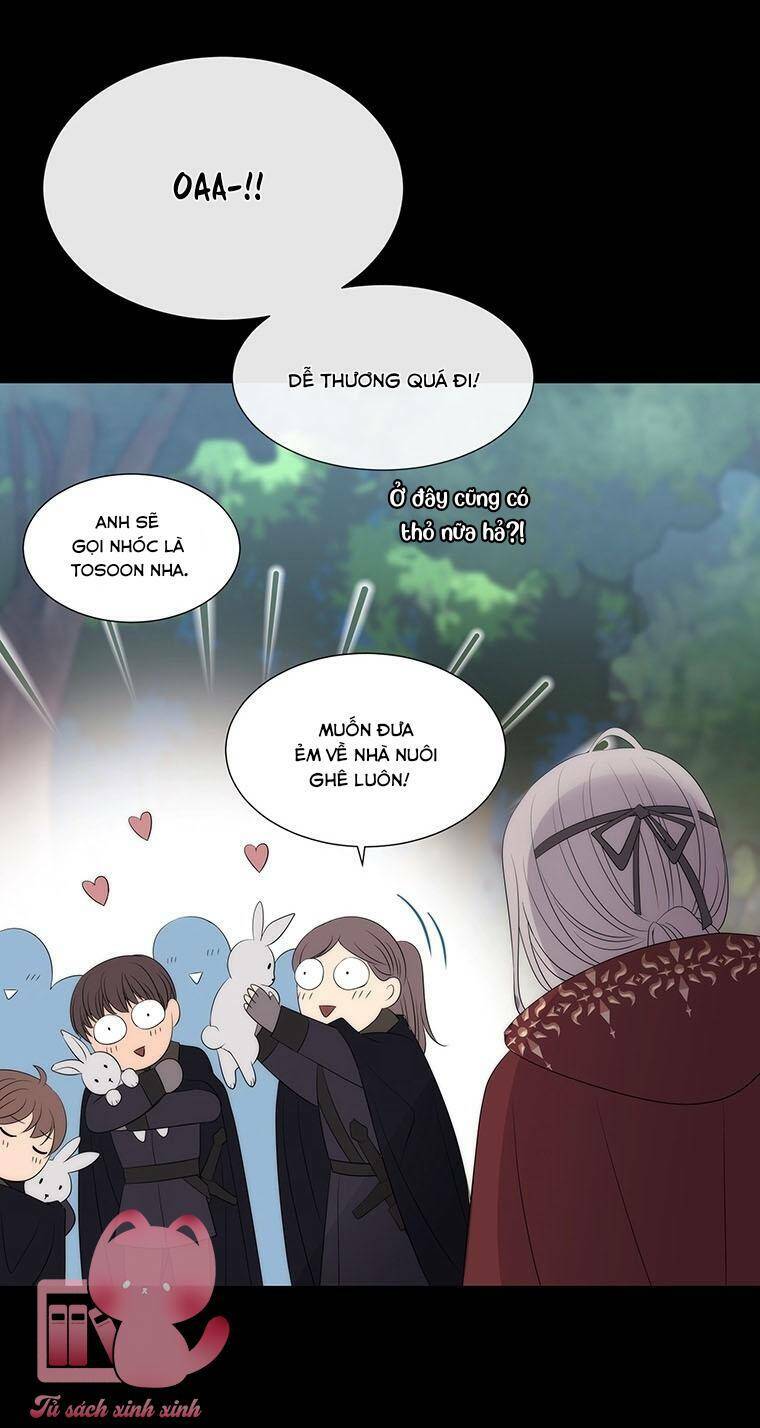 OAA-!!
DỄ THƯƠNG QUÁ ĐI!
Ở đây cũng có
thỏ nữa hả?!
ANH SẼ
GỌI NHÓC LÀ
TOSOON NHA.
MUỐN ĐƯA
ẺM VỀ NHÀ NUÔI
GHÊ LUÔN!
Tủ sách xinh xinh